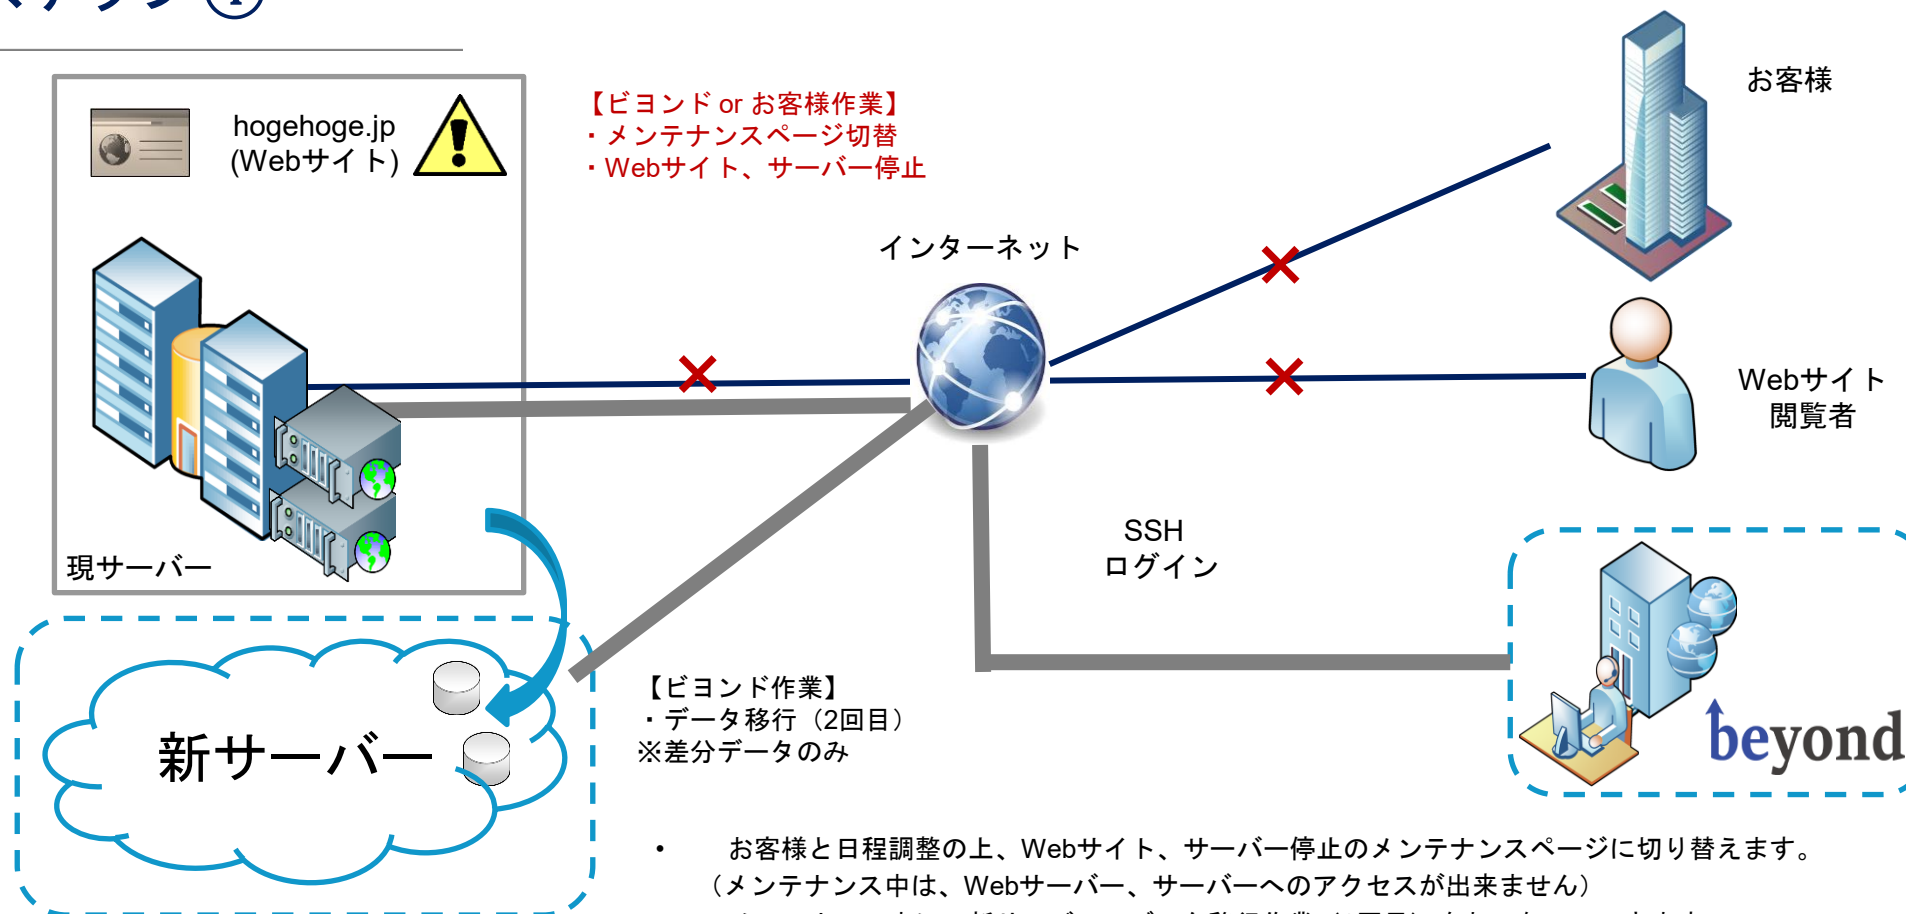 hogehoge.jp
(Webサイト)
【ビヨンド or お客様作業】
・メンテナンスページ切替
・Webサイト、サーバー停止
お客様
インターネット
Webサイト
閲覧者
現サーバー
SSH
ログイン
新サーバー
【ビヨンド作業】
・データ移行（2回目）
※差分データのみ
beyond
• お客様と日程調整の上、Webサイト、サーバー停止のメンテナンスページに切り替えます。
（メンテナンス中は、Webサーバー、サーバーへのアクセスが出来ません）